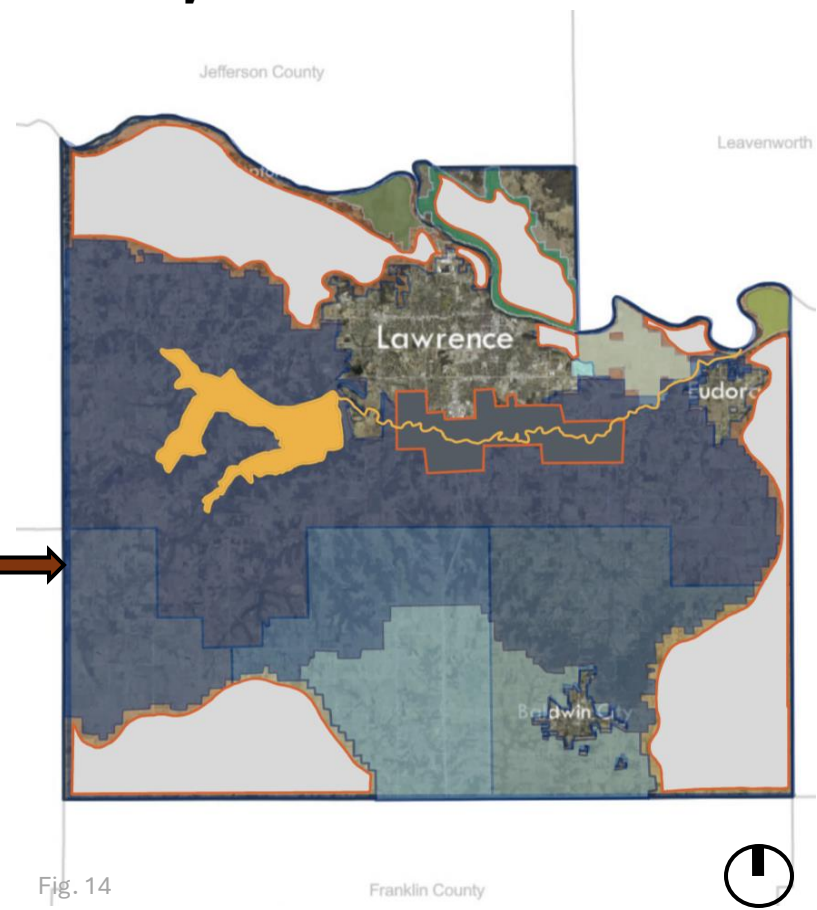 Jefferson County
Leavenworth
Lawrence
Eudora
Baldwin City
Fig. 14
Franklin County